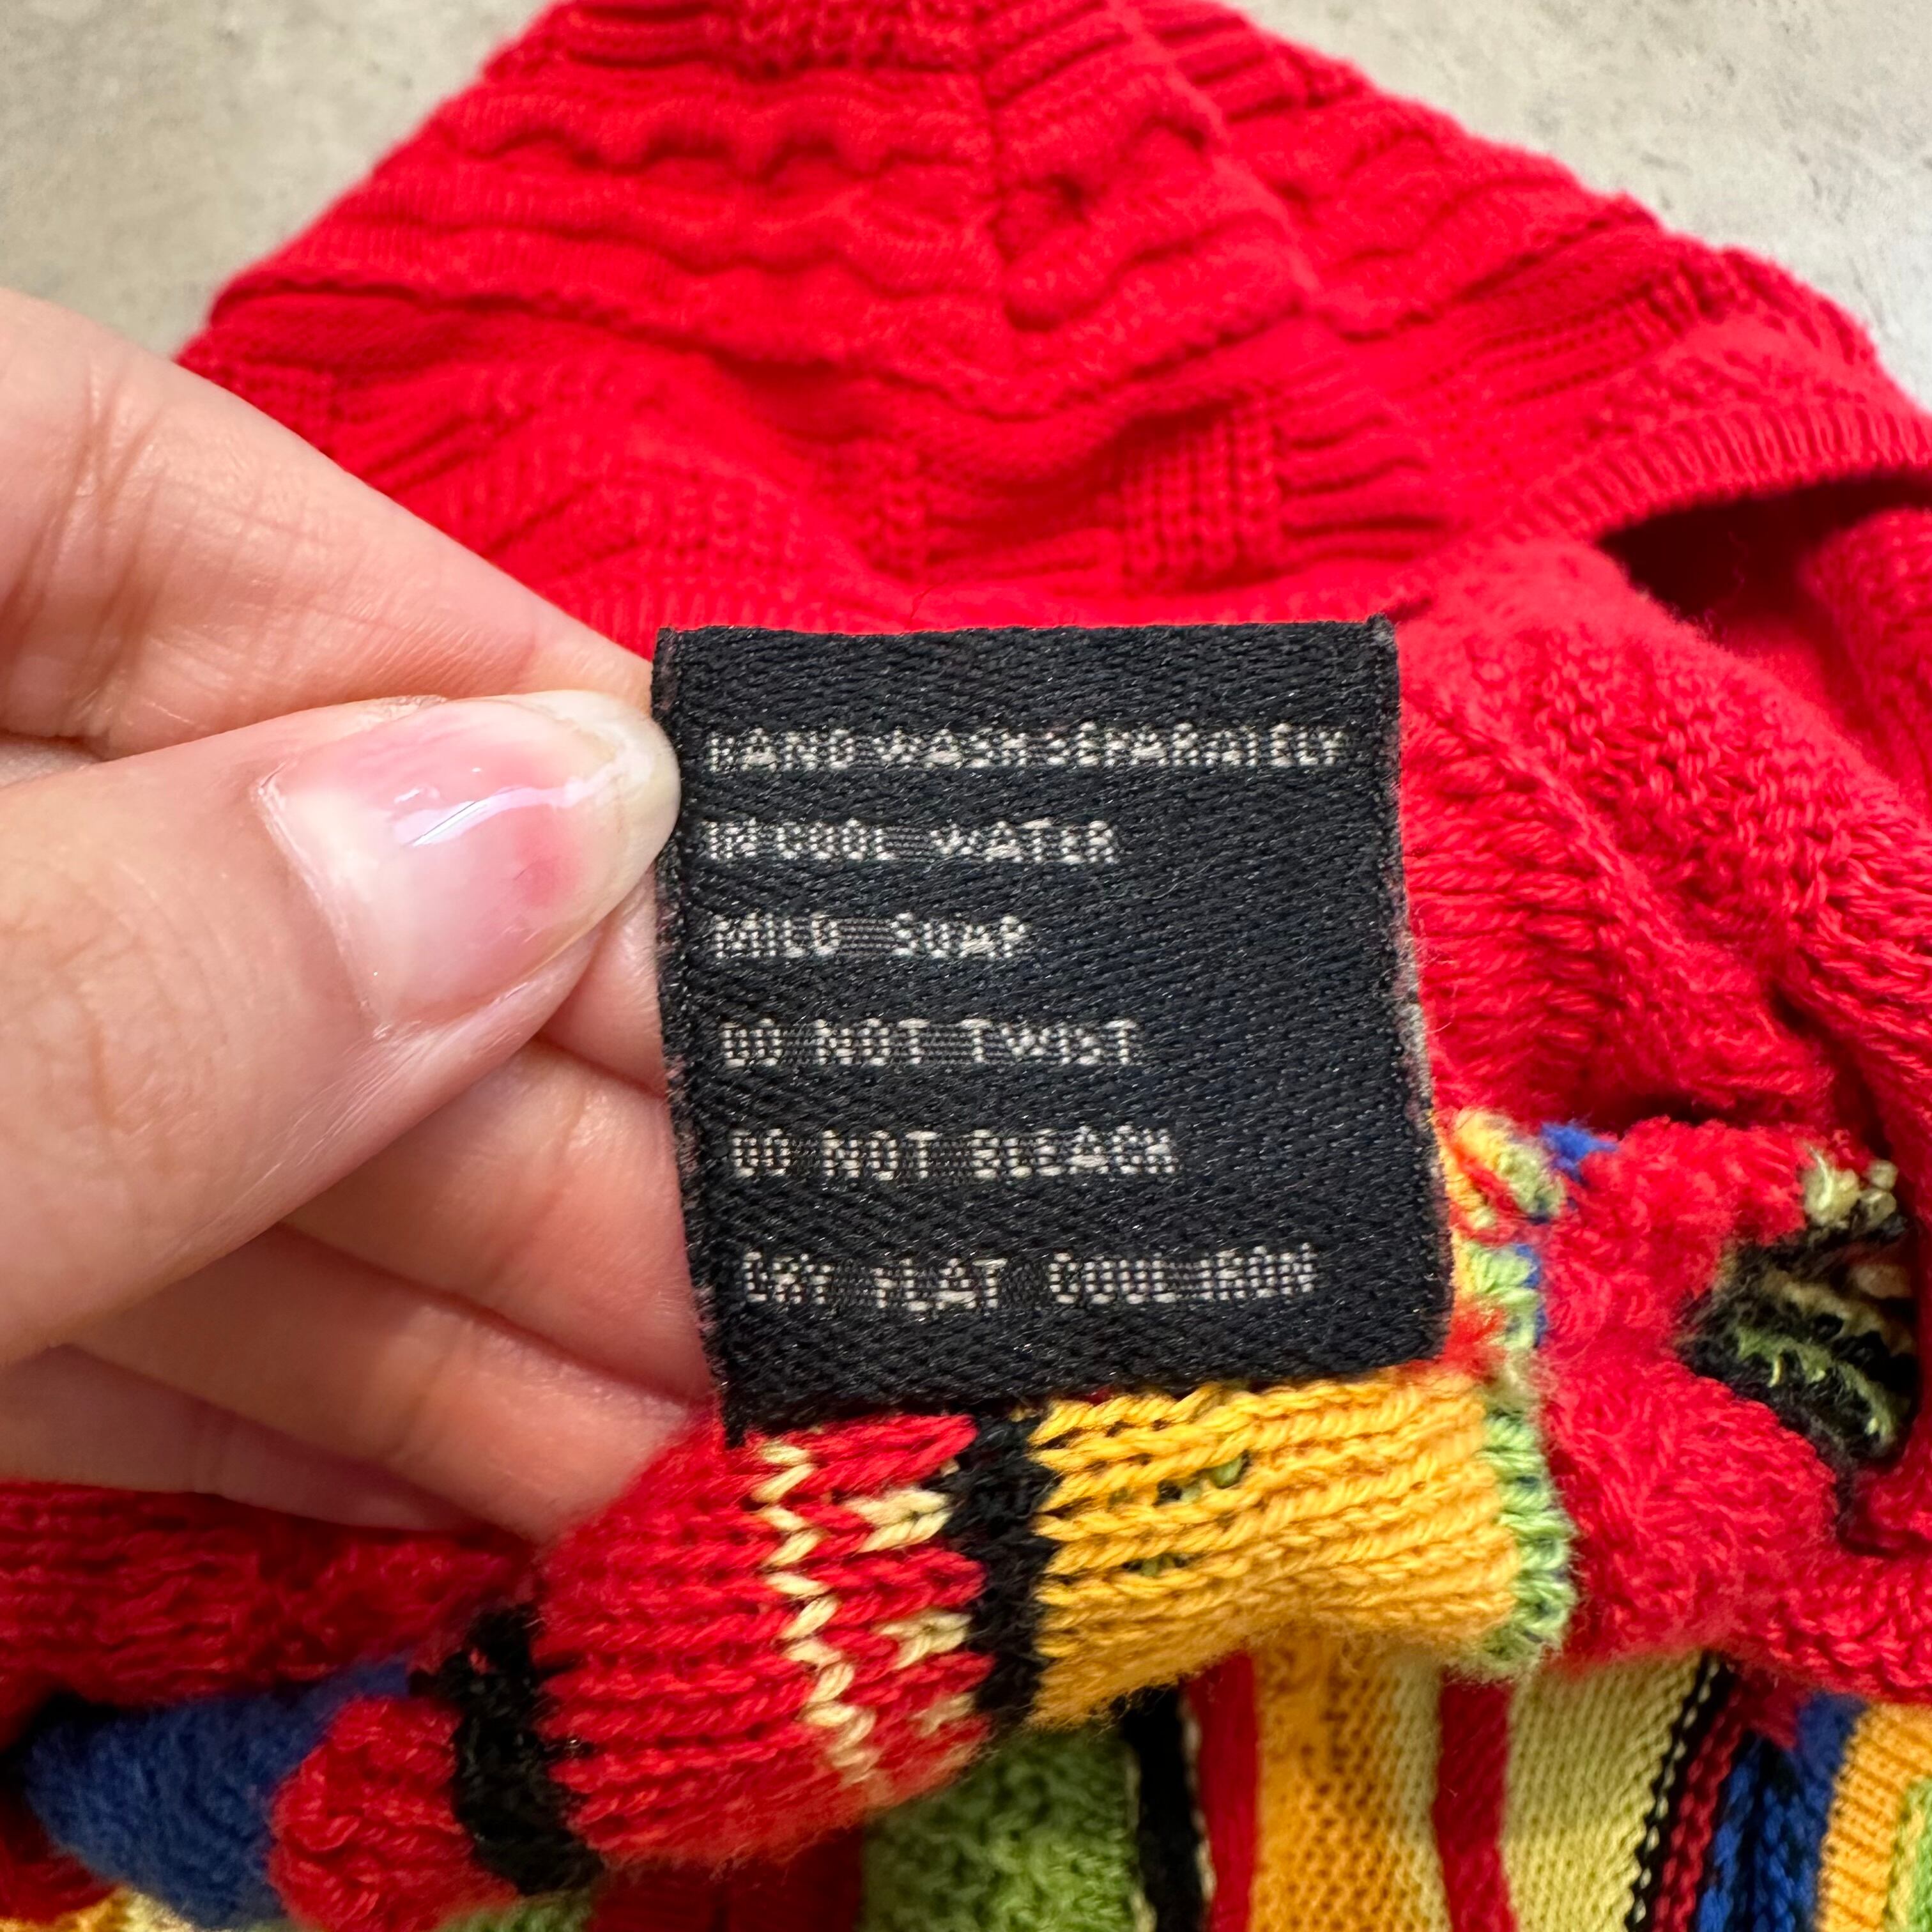 HAND WASH SEPARATELY
IN COOL WATER
MILD SOAP
DO NOT TWIST
DO NOT BLEACH
DRY FLAT COOL IRON